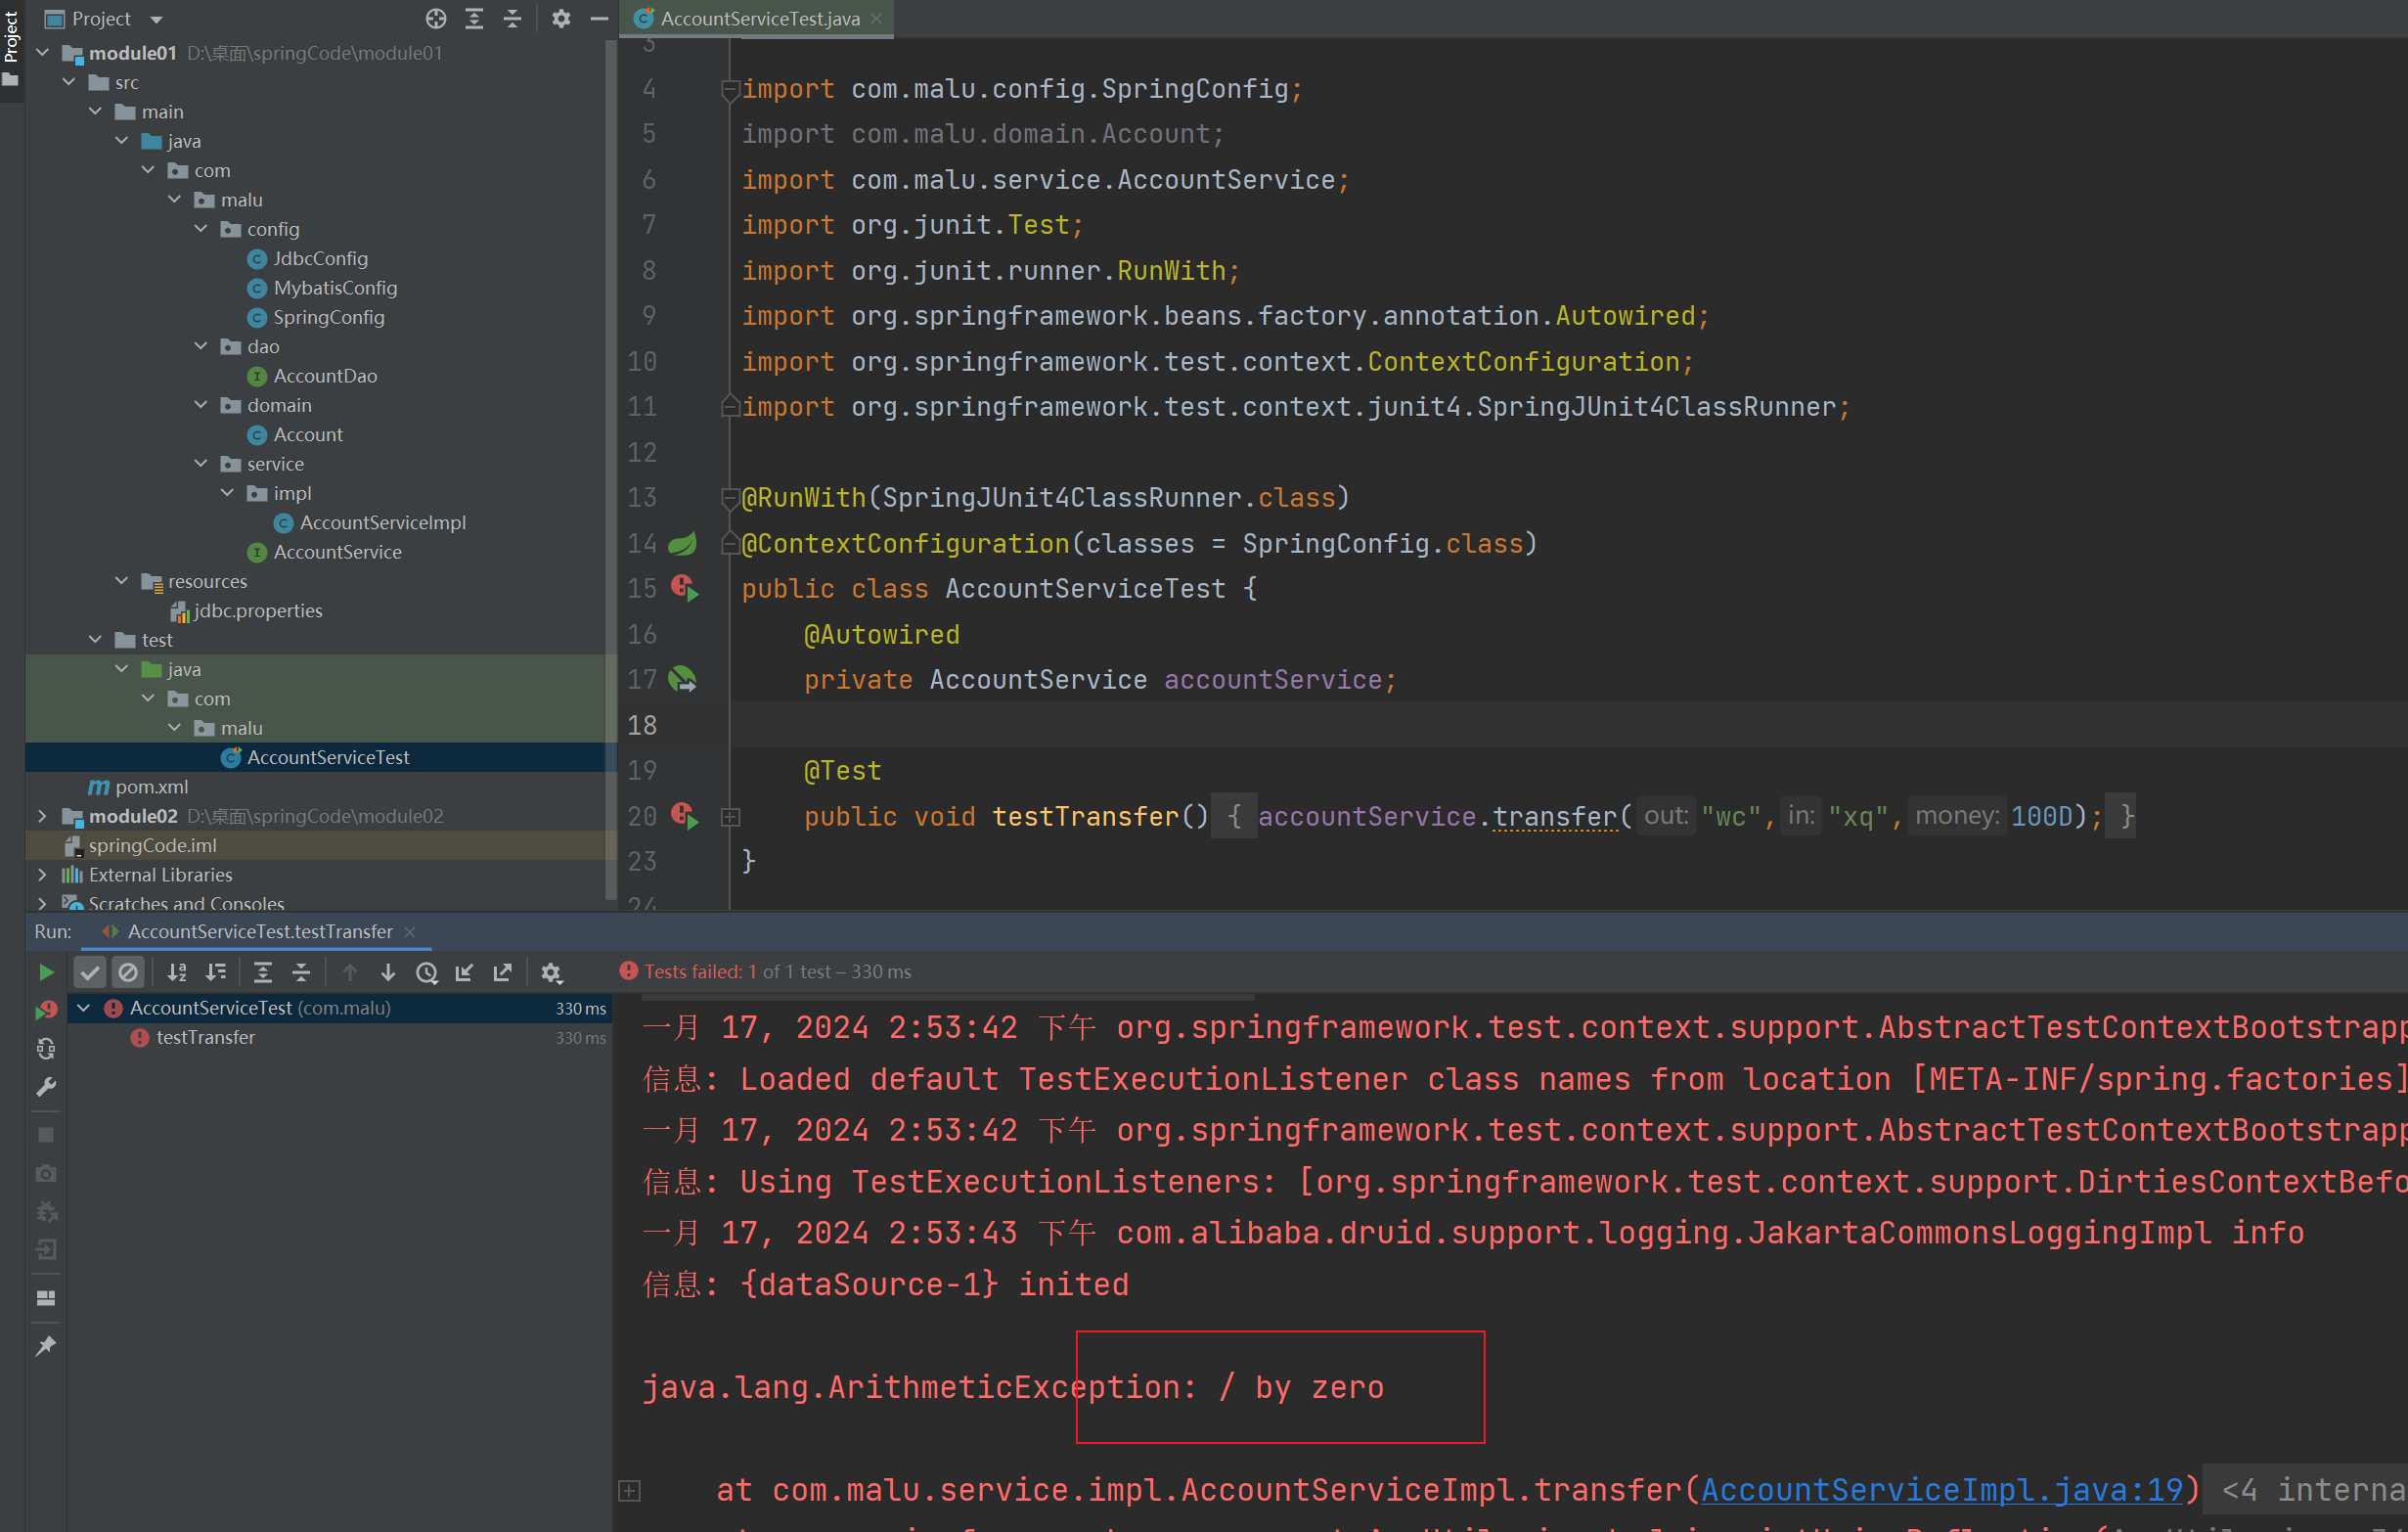 Project
Project
AccountServiceTest.java
module01 D:\桌面\springCode\module01
src
main
java
com
malu
config
JdbcConfig
MybatisConfig
SpringConfig
dao
AccountDao
domain
Account
service
impl
AccountServiceImpl
AccountService
resources
jdbc.properties
test
java
com
malu
AccountServiceTest
pom.xml
module02 D:\桌面\springCode\module02
springCode.iml
External Libraries
Scratches and Consoles
3
4 import com.malu.config.SpringConfig;
5 import com.malu.domain.Account;
6 import com.malu.service.AccountService;
7 import org.junit.Test;
8 import org.junit.runner.RunWith;
9 import org.springframework.beans.factory.annotation.Autowired;
10 import org.springframework.test.context.ContextConfiguration;
11 import org.springframework.test.context.junit4.SpringJUnit4ClassRunner;
12
13 @RunWith(SpringJUnit4ClassRunner.class)
14 @ContextConfiguration(classes = SpringConfig.class)
15 public class AccountServiceTest {
16 @Autowired
17 private AccountService accountService;
18
19 @Test
20 public void testTransfer() { accountService.transfer( out: "wc", in: "xq", money: 100D); }
23 }
24
Run: AccountServiceTest.testTransfer
Tests failed: 1 of 1 test – 330 ms
AccountServiceTest (com.malu) 330 ms
testTransfer 330 ms
一月 17, 2024 2:53:42 下午 org.springframework.test.context.support.AbstractTestContextBootstrapp
信息: Loaded default TestExecutionListener class names from location [META-INF/spring.factories]
一月 17, 2024 2:53:42 下午 org.springframework.test.context.support.AbstractTestContextBootstrapp
信息: Using TestExecutionListeners: [org.springframework.test.context.support.DirtiesContextBefo
一月 17, 2024 2:53:43 下午 com.alibaba.druid.support.logging.JakartaCommonsLoggingImpl info
信息: {dataSource-1} inited
java.lang.ArithmeticException: / by zero
at com.malu.service.impl.AccountServiceImpl.transfer(AccountServiceImpl.java:19) <4 interna